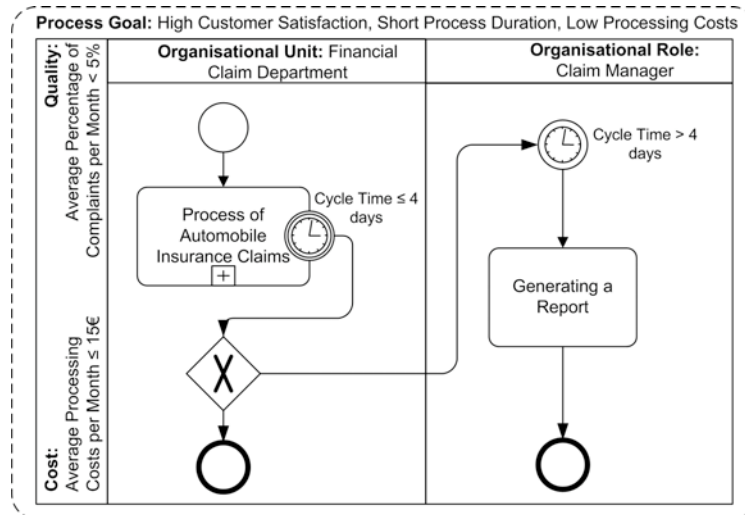 Process Goal: High Customer Satisfaction, Short Process Duration, Low Processing Costs
Quality:
Average Percentage of
Complaints per Month < 5%
Cost:
Average Processing
Costs per Month ≤ 15€
Organisational Unit: Financial
Claim Department
Organisational Role:
Claim Manager
Cycle Time ≤ 4
days
Process of
Automobile
Insurance Claims
Cycle Time > 4
days
Generating a
Report